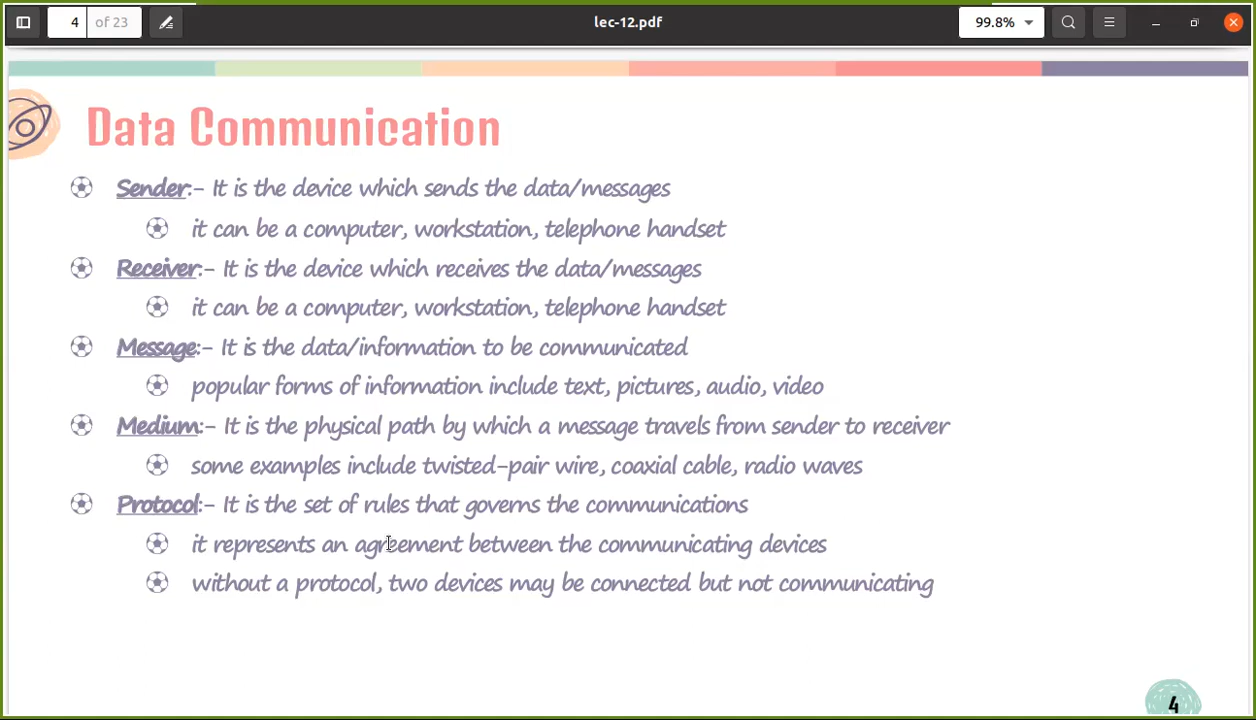 4 of 23 lec-12.pdf 99.8%
Data Communication
Sender:- It is the device which sends the data/messages
it can be a computer, workstation, telephone handset
Receiver:- It is the device which receives the data/messages
it can be a computer, workstation, telephone handset
Message:- It is the data/information to be communicated
popular forms of information include text, pictures, audio, video
Medium:- It is the physical path by which a message travels from sender to receiver
some examples include twisted-pair wire, coaxial cable, radio waves
Protocol:- It is the set of rules that governs the communications
it represents an agreement between the communicating devices
without a protocol, two devices may be connected but not communicating
4